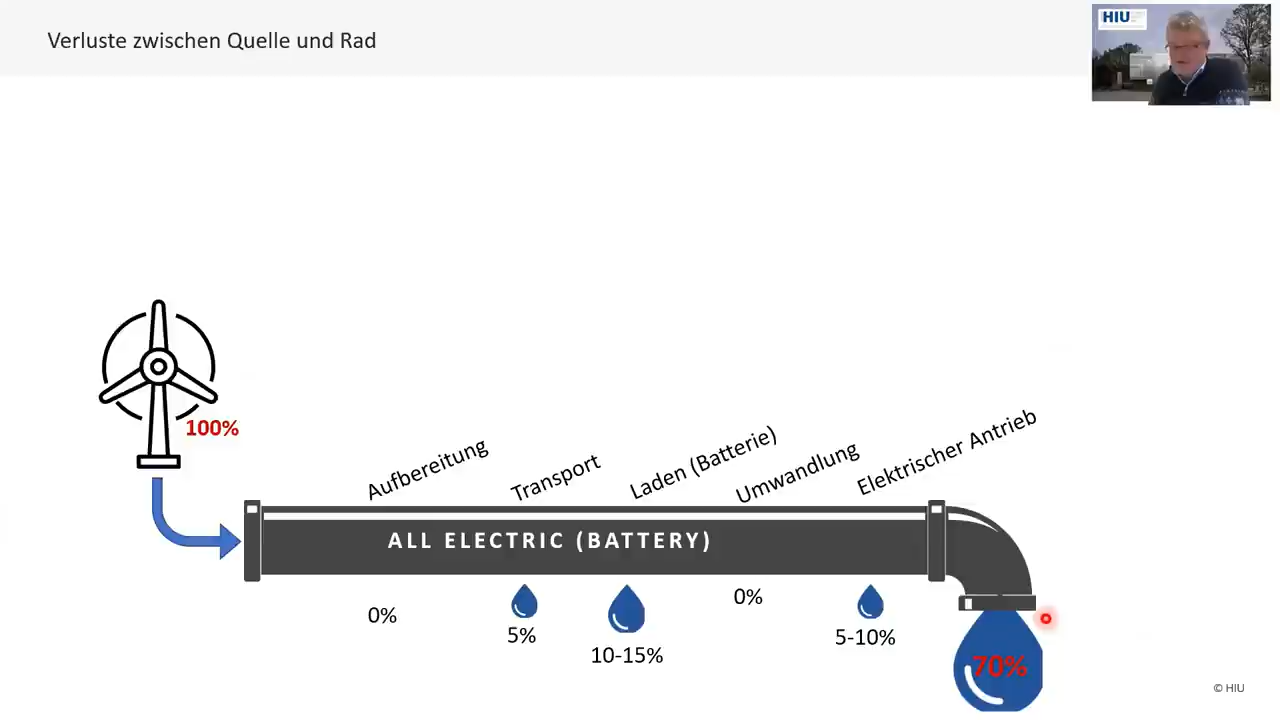 Verluste zwischen Quelle und Rad
HIU
100%
Aufbereitung
Transport
Laden (Batterie)
Umwandlung
Elektrischer Antrieb
ALL ELECTRIC (BATTERY)
0%
5%
10-15%
0%
5-10%
70%
© HIU